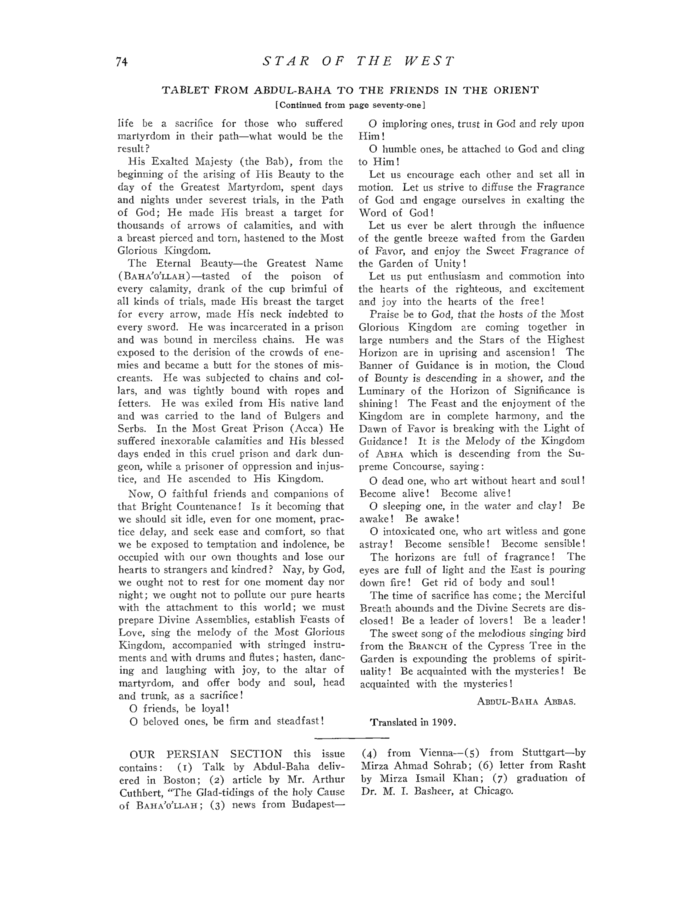 74
STAR OF THE WEST
TABLET FROM ABDUL-BAHA TO THE FRIENDS IN THE ORIENT
[Continued from page seventy-one]
life be a sacrifice for those who suffered
martyrdom in their path—what would be the
result?
His Exalted Majesty (the Bab), from the
beginning of the arising of His Beauty to the
day of the Greatest Martyrdom, spent days
and nights under severest trials, in the Path
of God; He made His breast a target for
thousands of arrows of calamities, and with
a breast pierced and torn, hastened to the Most
Glorious Kingdom.
The Eternal Beauty—the Greatest Name
(BAHA'O'LLAH)—tasted of the poison of
every calamity, drank of the cup brimful of
all kinds of trials, made His breast the target
for every arrow, made His neck indebted to
every sword. He was incarcerated in a prison
and was bound in merciless chains. He was
exposed to the derision of the crowds of ene-
mies and became a butt for the stones of mis-
creants. He was subjected to chains and col-
lars, and was tightly bound with ropes and
fetters. He was exiled from His native land
and was carried to the land of Bulgers and
Serbs. In the Most Great Prison (Acca) He
suffered inexorable calamities and His blessed
days ended in this cruel prison and dark dun-
geon, while a prisoner of oppression and injus-
tice, and He ascended to His Kingdom.
Now, O faithful friends and companions of
that Bright Countenance! Is it becoming that
we should sit idle, even for one moment, prac-
tice delay, and seek ease and comfort, so that
we be exposed to temptation and indolence, be
occupied with our own thoughts and lose our
hearts to strangers and kindred? Nay, by God,
we ought not to rest for one moment day nor
night; we ought not to pollute our pure hearts
with the attachment to this world; we must
prepare Divine Assemblies, establish Feasts of
Love, sing the melody of the Most Glorious
Kingdom, accompanied with stringed instru-
ments and with drums and flutes; hasten, danc-
ing and laughing with joy, to the altar of
martyrdom, and offer body and soul, head
and trunk, as a sacrifice!
O friends, be loyal!
O beloved ones, be firm and steadfast!
O imploring ones, trust in God and rely upon
Him!
O humble ones, be attached to God and cling
to Him!
Let us encourage each other and set all in
motion. Let us strive to diffuse the Fragrance
of God and engage ourselves in exalting the
Word of God!
Let us ever be alert through the influence
of the gentle breeze wafted from the Garden
of Favor, and enjoy the Sweet Fragrance of
the Garden of Unity!
Let us put enthusiasm and commotion into
the hearts of the righteous, and excitement
and joy into the hearts of the free!
Praise be to God, that the hosts of the Most
Glorious Kingdom are coming together in
large numbers and the Stars of the Highest
Horizon are in uprising and ascension! The
Banner of Guidance is in motion, the Cloud
of Bounty is descending in a shower, and the
Luminary of the Horizon of Significance is
shining! The Feast and the enjoyment of the
Kingdom are in complete harmony, and the
Dawn of Favor is breaking with the Light of
Guidance! It is the Melody of the Kingdom
of ABHA which is descending from the Su-
preme Concourse, saying:
O dead one, who art without heart and soul!
Become alive! Become alive!
O sleeping one, in the water and clay! Be
awake! Be awake!
O intoxicated one, who art witless and gone
astray! Become sensible! Become sensible!
The horizons are full of fragrance! The
eyes are full of light and the East is pouring
down fire! Get rid of body and soul!
The time of sacrifice has come; the Merciful
Breath abounds and the Divine Secrets are dis-
closed! Be a leader of lovers! Be a leader!
The sweet song of the melodious singing bird
from the BRANCH of the Cypress Tree in the
Garden is expounding the problems of spirit-
uality! Be acquainted with the mysteries! Be
acquainted with the mysteries!
ABDUL-BAHA ABBAS.
Translated in 1909.
OUR PERSIAN SECTION this issue
contains: (1) Talk by Abdul-Baha deliv-
ered in Boston; (2) article by Mr. Arthur
Cuthbert, "The Glad-tidings of the holy Cause
of BAHA'O'LLAH; (3) news from Budapest—
(4) from Vienna—(5) from Stuttgart—by
Mirza Ahmad Sohrab; (6) letter from Rasht
by Mirza Ismail Khan; (7) graduation of
Dr. M. I. Basheer, at Chicago.